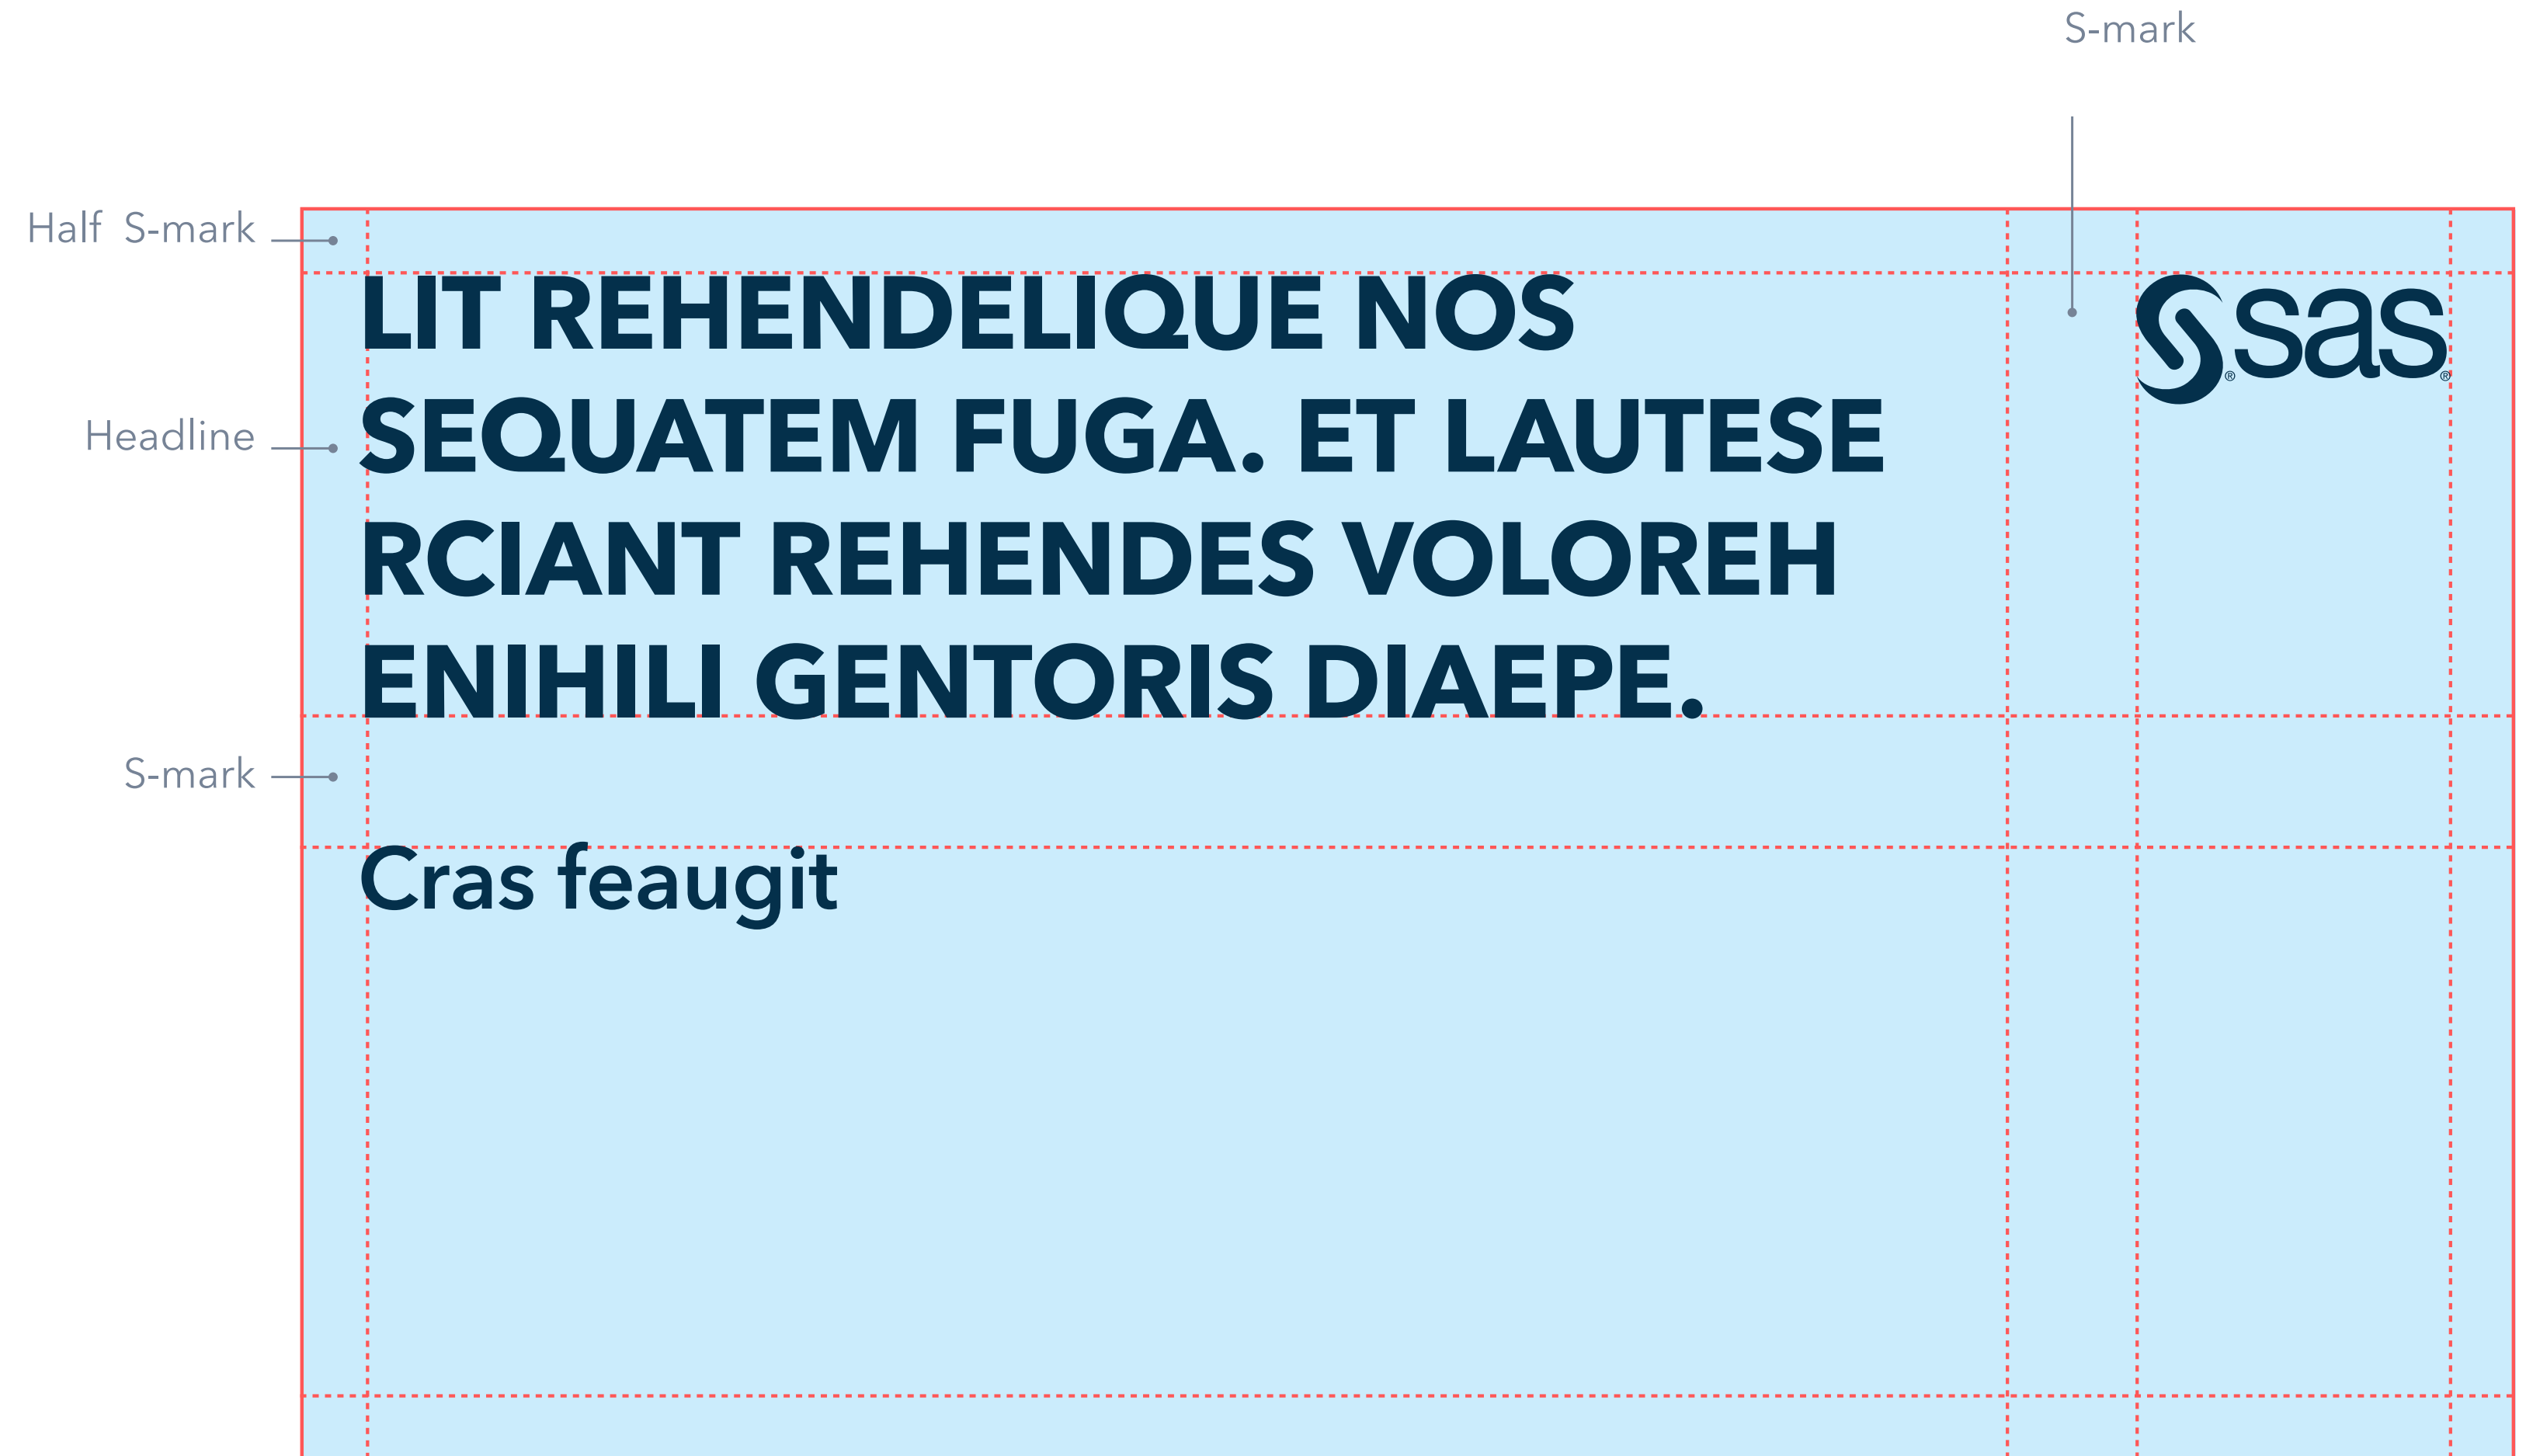 S-mark
Half S-mark
LIT REHENDELIQUE NOS
Ssas
Headline
SEQUATEM FUGA. ET LAUTESE
RCIANT REHENDES VOLOREH
ENIHILI GENTORIS DIAEPE.
S-mark
Cras feaugit